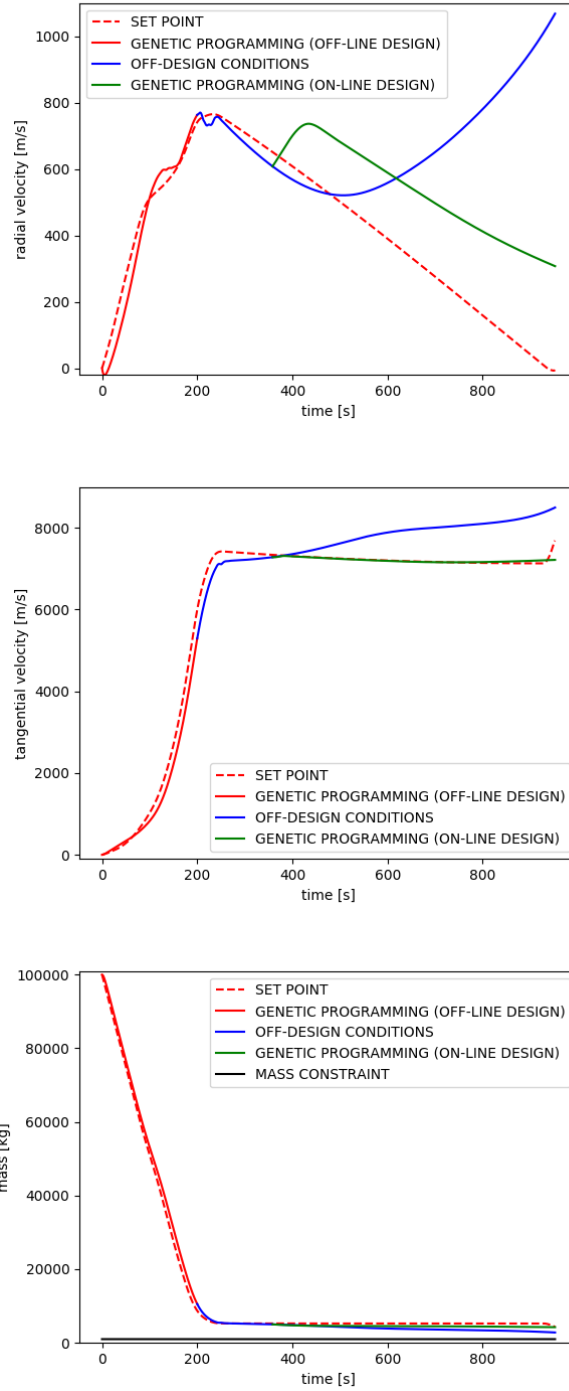 SET POINT
GENETIC PROGRAMMING (OFF-LINE DESIGN)
OFF-DESIGN CONDITIONS
GENETIC PROGRAMMING (ON-LINE DESIGN)
radial velocity [m/s]
1000
800
600
400
200
0
0 200 400 600 800
time [s]
tangential velocity [m/s]
8000
6000
4000
2000
0
SET POINT
GENETIC PROGRAMMING (OFF-LINE DESIGN)
OFF-DESIGN CONDITIONS
GENETIC PROGRAMMING (ON-LINE DESIGN)
0 200 400 600 800
time [s]
mass [kg]
100000
80000
60000
40000
20000
0
SET POINT
GENETIC PROGRAMMING (OFF-LINE DESIGN)
OFF-DESIGN CONDITIONS
GENETIC PROGRAMMING (ON-LINE DESIGN)
MASS CONSTRAINT
0 200 400 600 800
time [s]